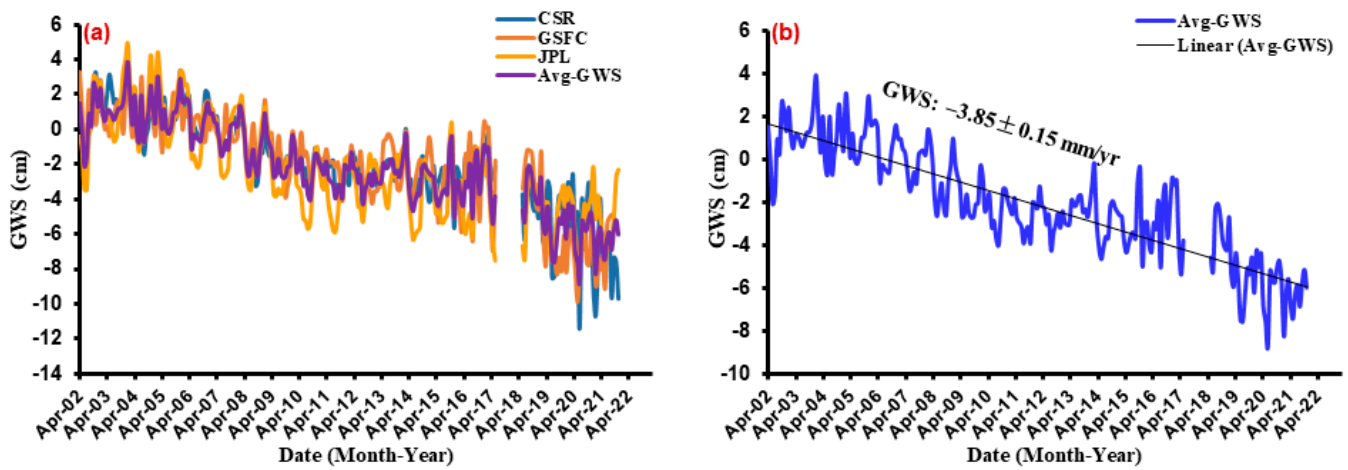 (a)
CSR
GSFC
JPL
Avg-GWS
GWS (cm)
6
4
2
0
-2
-4
-6
-8
-10
-12
-14
Apr-02
Apr-03
Apr-04
Apr-05
Apr-06
Apr-07
Apr-08
Apr-09
Apr-10
Apr-11
Apr-12
Apr-13
Apr-14
Apr-15
Apr-16
Apr-17
Apr-18
Apr-19
Apr-20
Apr-21
Apr-22
Date (Month-Year)
(b)
Avg-GWS
Linear (Avg-GWS)
GWS: −3.85±0.15 mm/yr
GWS (cm)
6
4
2
0
-2
-4
-6
-8
-10
Apr-02
Apr-03
Apr-04
Apr-05
Apr-06
Apr-07
Apr-08
Apr-09
Apr-10
Apr-11
Apr-12
Apr-13
Apr-14
Apr-15
Apr-16
Apr-17
Apr-18
Apr-19
Apr-20
Apr-21
Apr-22
Date (Month-Year)